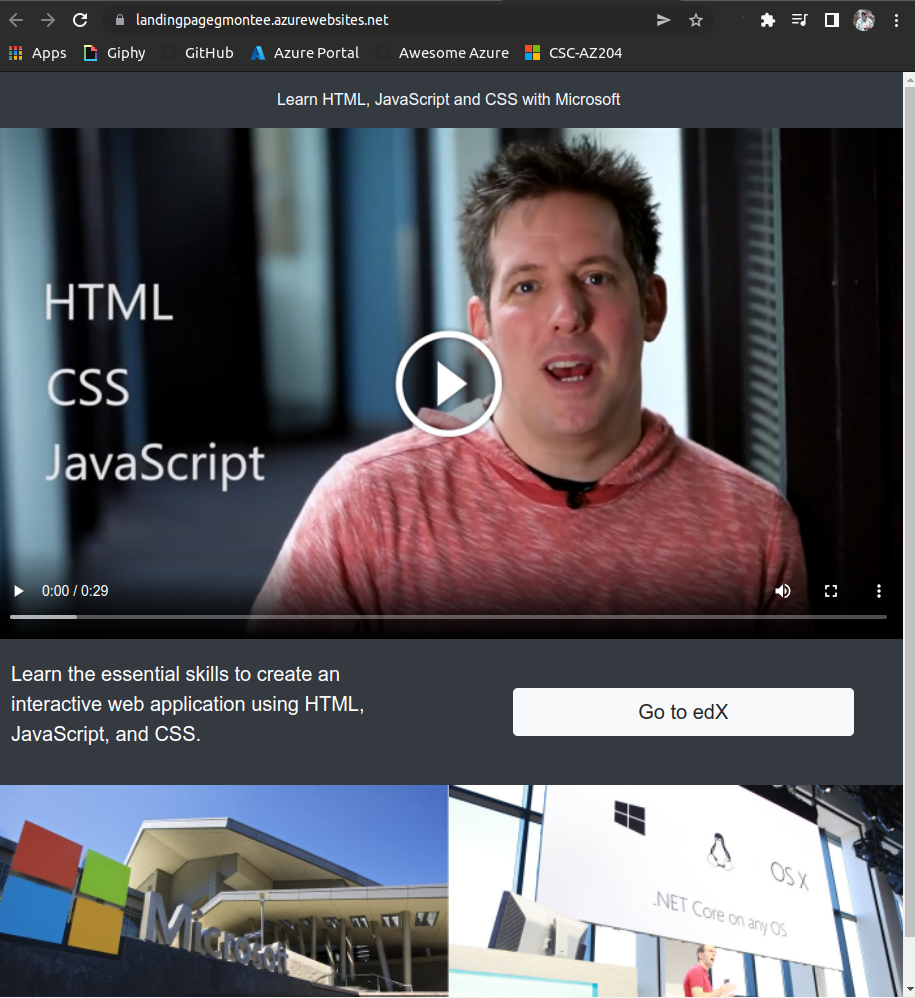 landingpagegmontee.azurewebsites.net
Apps Giphy GitHub Azure Portal Awesome Azure CSC-AZ204
Learn HTML, JavaScript and CSS with Microsoft
HTML
CSS
JavaScript
0:00 / 0:29
Learn the essential skills to create an
interactive web application using HTML,
JavaScript, and CSS.
Go to edX
Microsoft
OS X
.NET Core on any OS